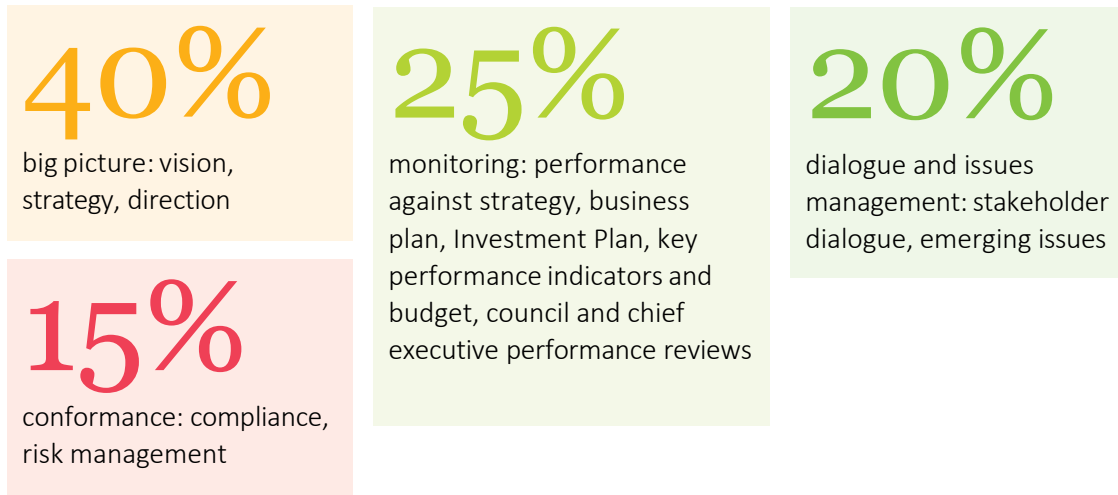 40%
big picture: vision,
strategy, direction
25%
monitoring: performance
against strategy, business
plan, Investment Plan, key
performance indicators and
budget, council and chief
executive performance reviews
20%
dialogue and issues
management: stakeholder
dialogue, emerging issues
15%
conformance: compliance,
risk management